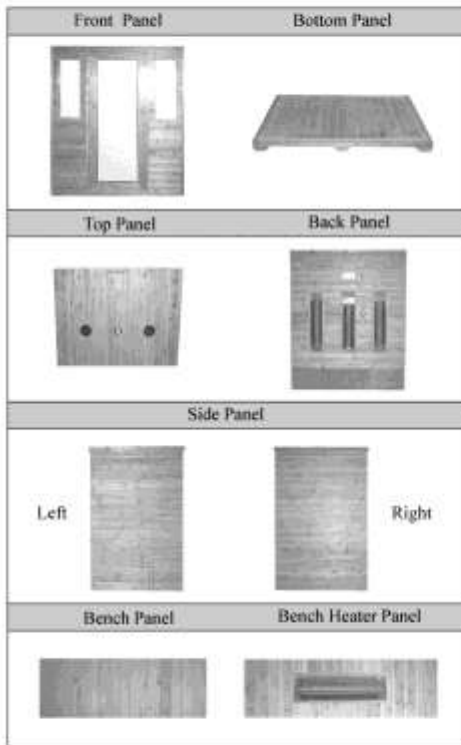 Front Panel
Bottom Panel
Top Panel
Back Panel
Side Panel
Left
Right
Bench Panel
Bench Heater Panel